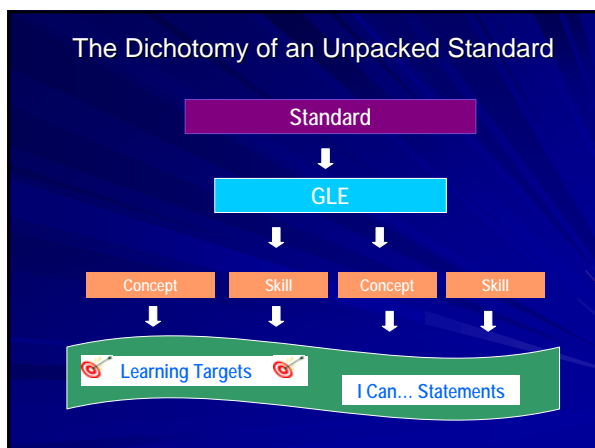 The Dichotomy of an Unpacked Standard
Standard
GLE
Concept
Skill
Concept
Skill
Learning Targets
I Can... Statements